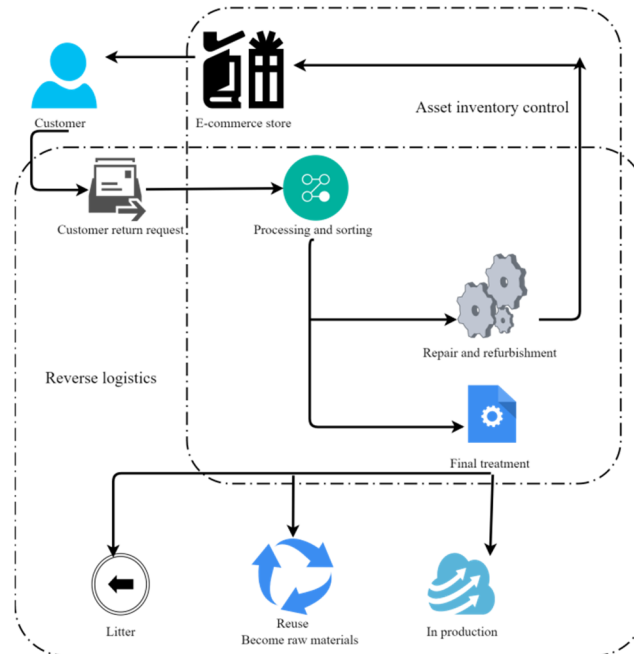 Customer
E-commerce store
Asset inventory control
Customer return request
Processing and sorting
Repair and refurbishment
Reverse logistics
Final treatment
Litter
Reuse
Become raw materials
In production